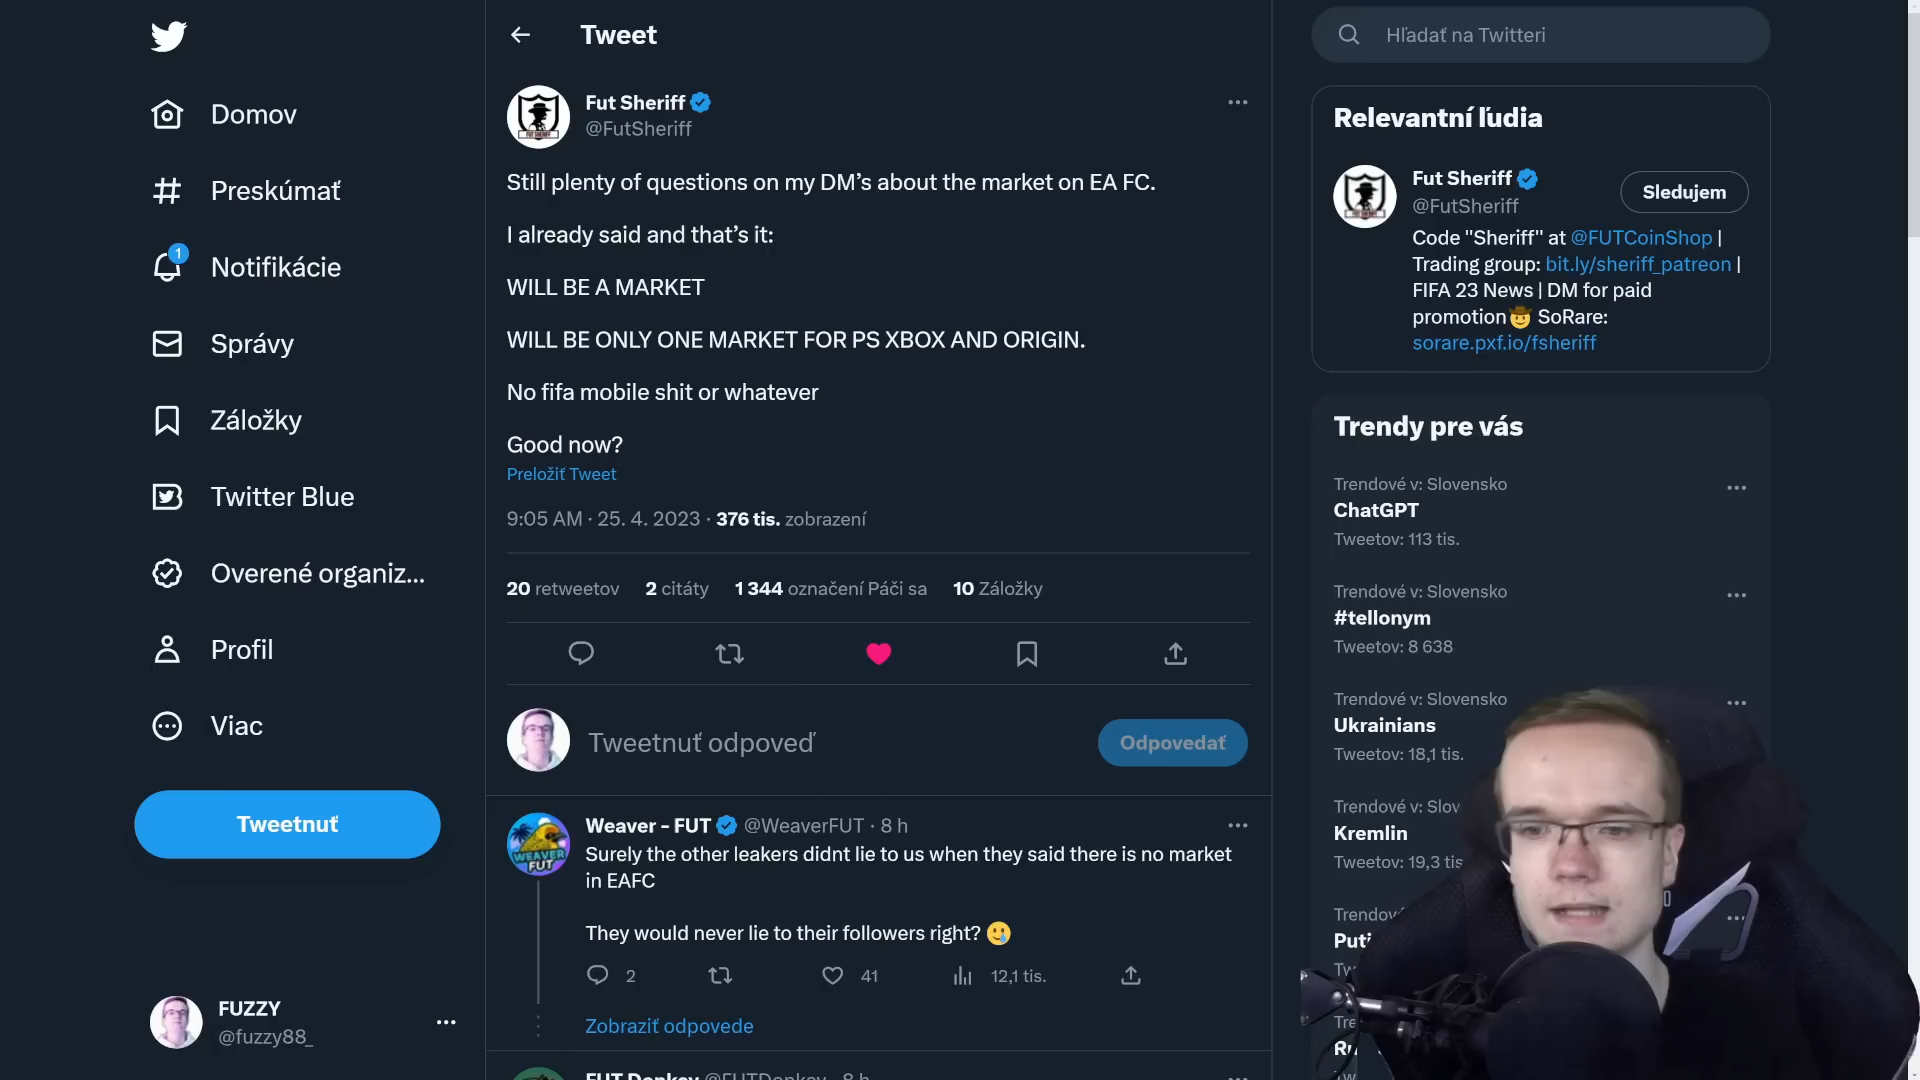 Domov
Preskúmať
1
Notifikácie
Správy
Záložky
Twitter Blue
Overené organiz...
Profil
Viac
Tweetnuť
FUZZY
@fuzzy88_
Tweet
Fut Sheriff
@FutSheriff
Still plenty of questions on my DM’s about the market on EA FC.
I already said and that’s it:
WILL BE A MARKET
WILL BE ONLY ONE MARKET FOR PS XBOX AND ORIGIN.
No fifa mobile shit or whatever
Good now?
Preložiť Tweet
9:05 AM · 25. 4. 2023 · 376 tis. zobrazení
20 retweetov 2 citáty 1 344 označení Páči sa 10 Záložky
Tweetnuť odpoveď
Odpovedať
Weaver - FUT @WeaverFUT · 8 h
Surely the other leakers didnt lie to us when they said there is no market
in EAFC
They would never lie to their followers right? 🥲
2 41 12,1 tis.
Zobraziť odpovede
FUT Donkey @FUTDonkey · 8 h
Hľadať na Twitteri
Relevantní ľudia
Fut Sheriff
@FutSheriff
Sledujem
Code "Sheriff" at @FUTCoinShop |
Trading group: bit.ly/sheriff_patreon |
FIFA 23 News | DM for paid
promotion🤠 SoRare:
sorare.pxf.io/fsheriff
Trendy pre vás
Trendové v: Slovensko
ChatGPT
Tweetov: 113 tis.
Trendové v: Slovensko
#tellonym
Tweetov: 8 638
Trendové v: Slovensko
Ukrainians
Tweetov: 18,1 tis.
Trendové v: Slov
Kremlin
Tweetov: 19,3 tis
Trendov
Puti
Tw
Tre